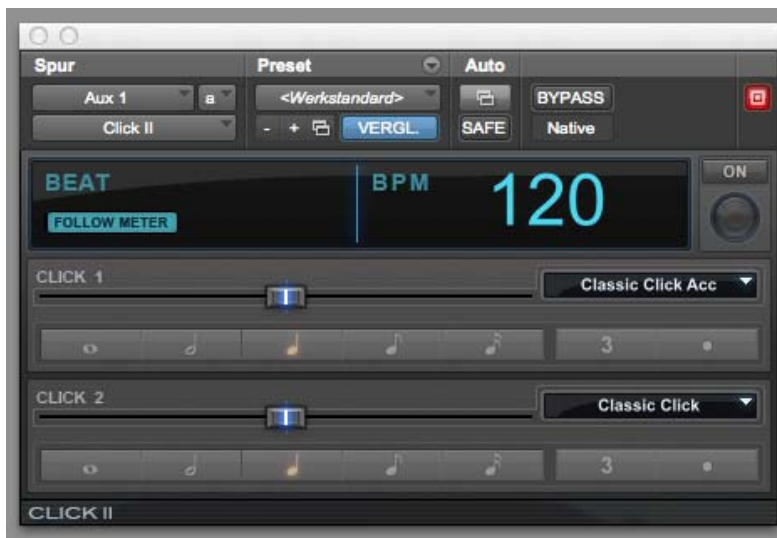 Spur Preset Auto
Aux 1 a <Werkstandard> BYPASS
Click II - + VERGL. SAFE Native
BEAT BPM 120 ON
FOLLOW METER
CLICK 1 Classic Click Acc
3
CLICK 2 Classic Click
3
CLICK II